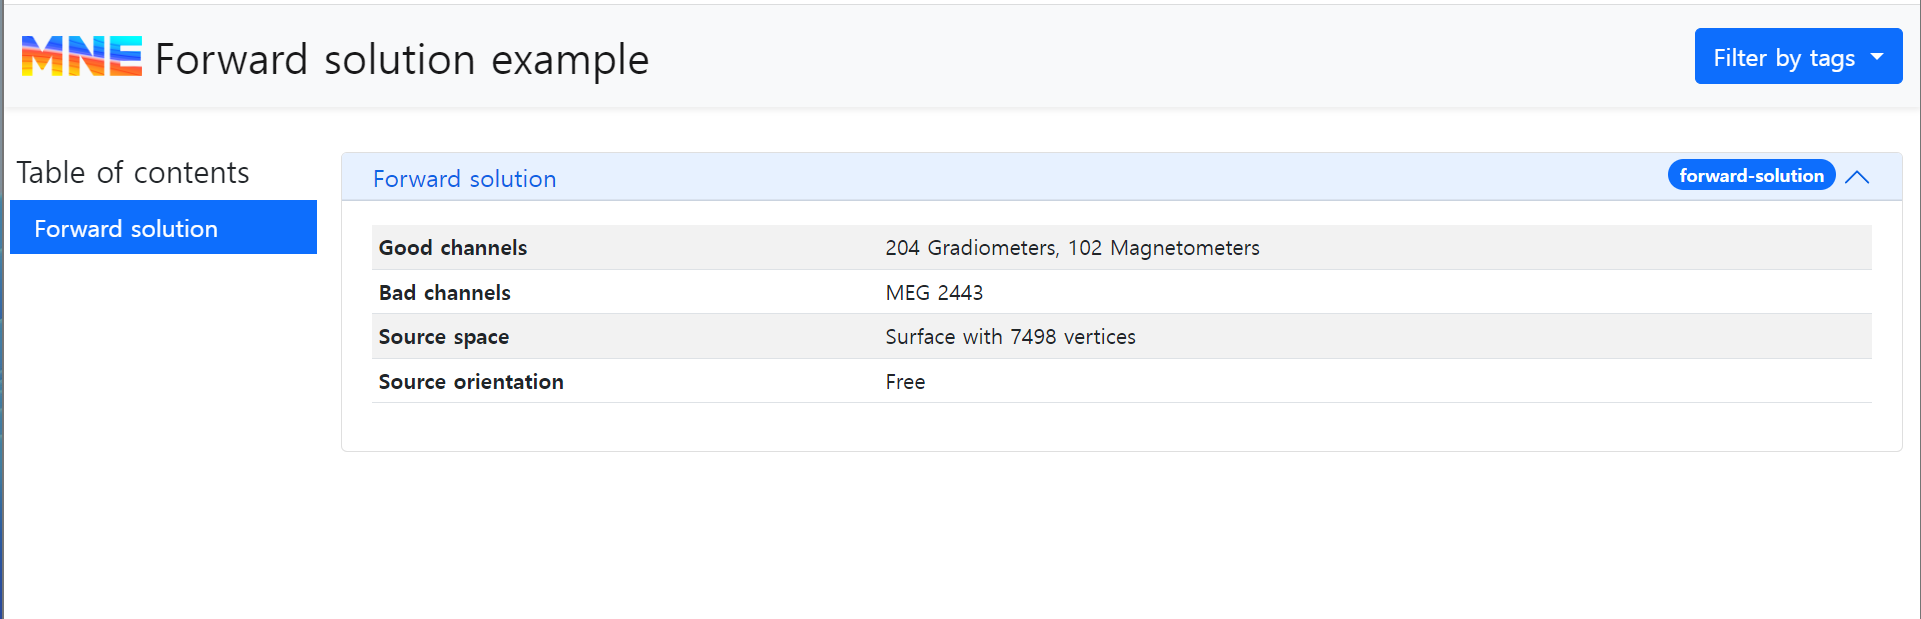 MNE Forward solution example
Filter by tags
Table of contents
Forward solution
Forward solution forward-solution
Good channels 204 Gradiometers, 102 Magnetometers
Bad channels MEG 2443
Source space Surface with 7498 vertices
Source orientation Free